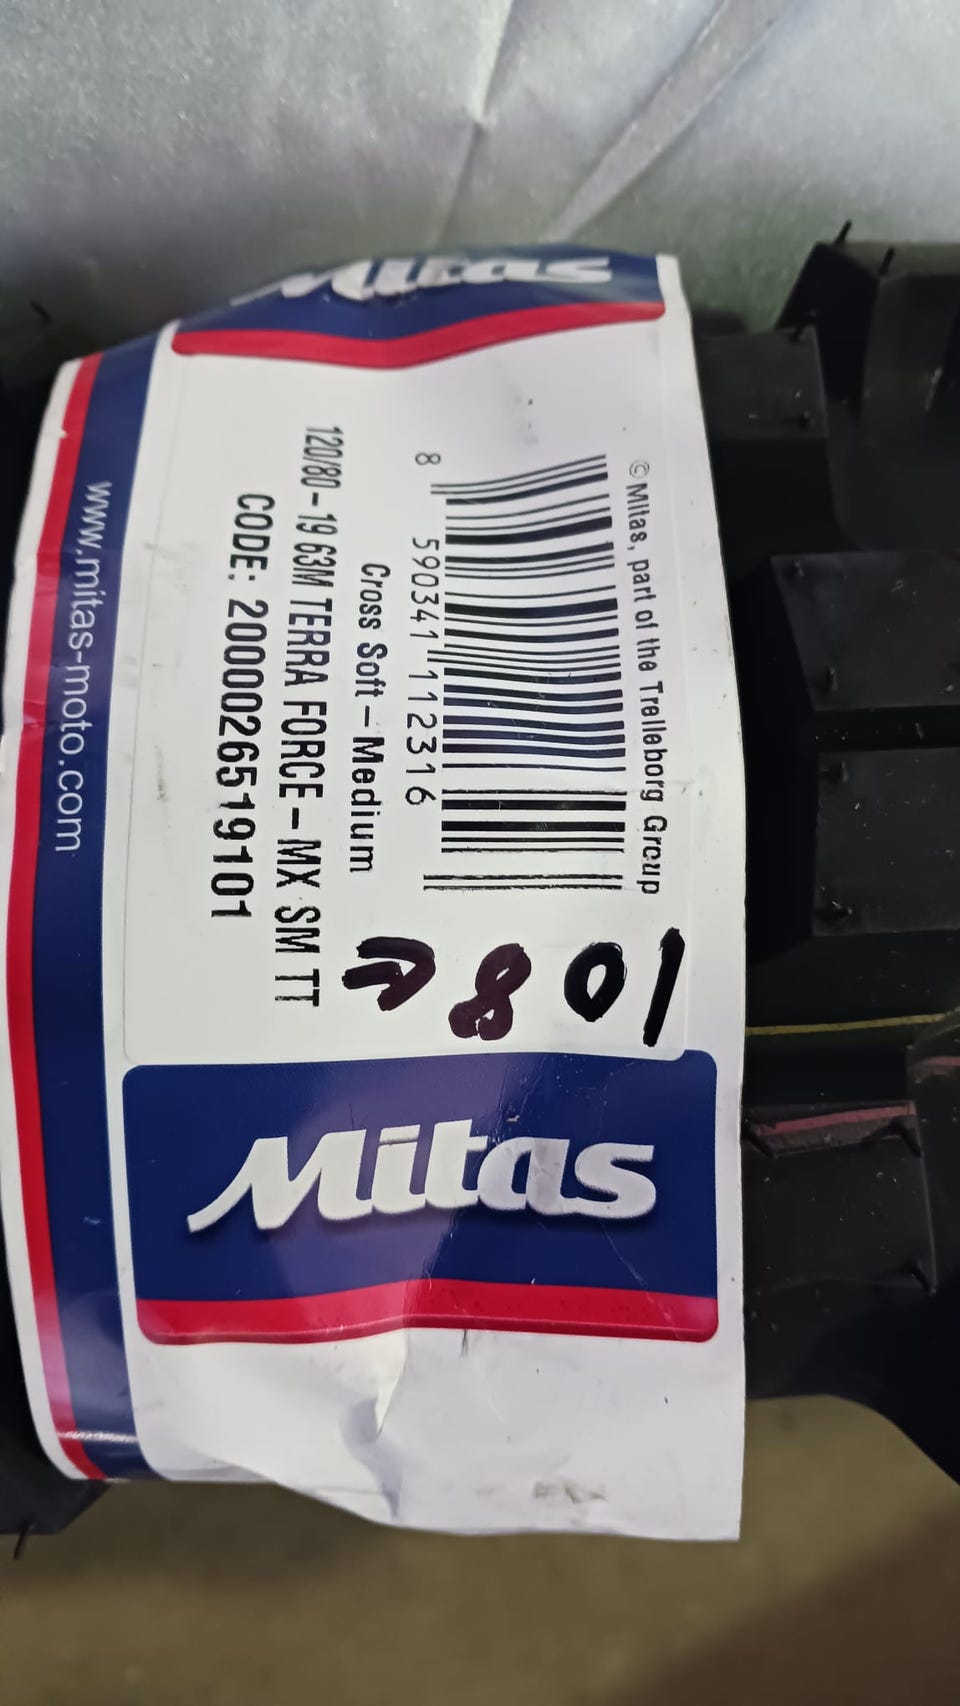 Mitas
© Mitas, part of the Trelleborg Group
8 590341 112316
Cross Soft – Medium
120/80 – 19 63M TERRA FORCE – MX SM TT
CODE: 2000026519101
www.mitas-moto.com
Mitas